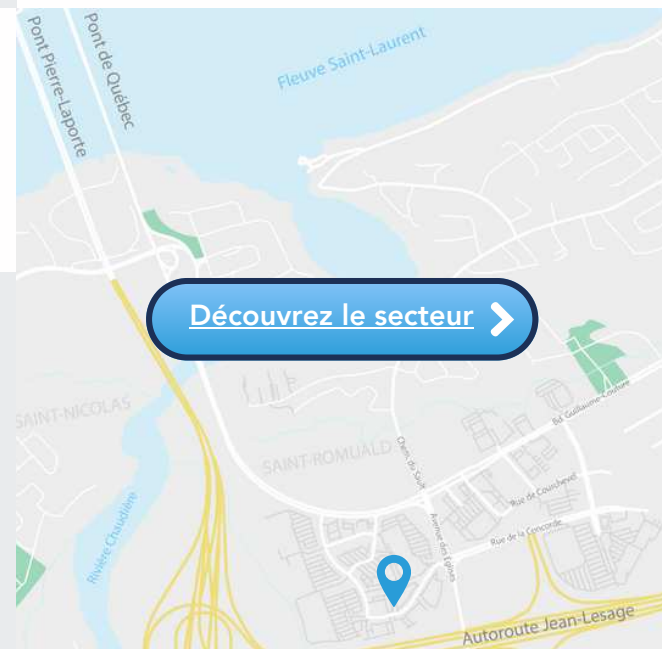 Pont Pierre-Laporte
Pont de Québec
Fleuve Saint-Laurent
Découvrez le secteur
SAINT-NICOLAS
Rivière Chaudière
SAINT-ROMUALD
Chem. du Sault
Avenue des Églises
Bd. Guillaume-Couture
Rue de Courchevel
Rue de la Concorde
Autoroute Jean-Lesage